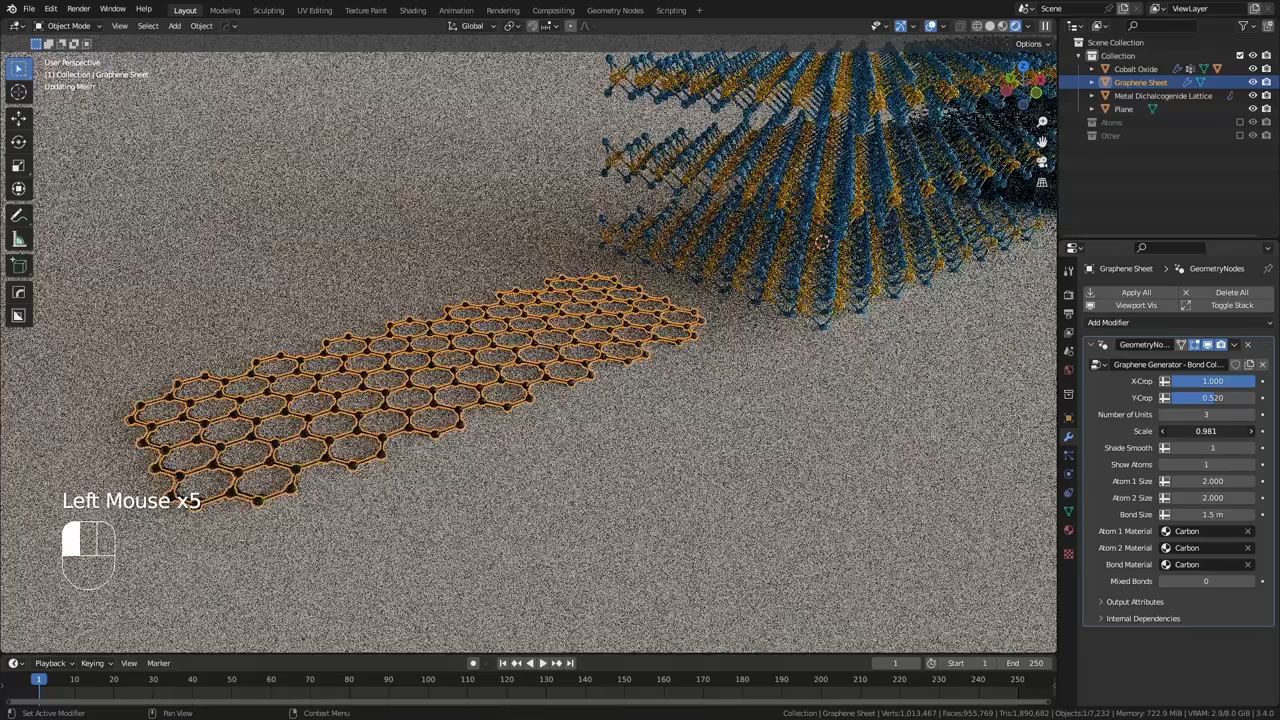 File Edit Render Window Help Layout Modeling Sculpting UV Editing Texture Paint Shading Animation Rendering Compositing Geometry Nodes Scripting Scene ViewLayer
Object Mode View Select Add Object Global
Options
User Perspective
(1) Collection | Graphene Sheet
Updating Mesh
Scene Collection
Collection
Cobalt Oxide
Graphene Sheet
Metal Dichalcogenide Lattice
Plane
Atoms
Other
Graphene Sheet > GeometryNodes
Apply All Delete All
Viewport Vis Toggle Stack
Add Modifier
GeometryNo...
Graphene Generator - Bond Col...
X-Crop 1.000
Y-Crop 0.520
Number of Units 3
Scale 0.981
Shade Smooth 1
Show Atoms 1
Atom 1 Size 2.000
Atom 2 Size 2.000
Bond Size 1.5 m
Atom 1 Material Carbon
Atom 2 Material Carbon
Bond Material Carbon
Mixed Bonds 0
Output Attributes
Internal Dependencies
Left Mouse x5
Playback Keying View Marker 1 Start 1 End 250
1 10 20 30 40 50 60 70 80 90 100 110 120 130 140 150 160 170 180 190 200 210 220 230 240 250
Set Active Modifier Pan View Context Menu Collection | Graphene Sheet | Verts:1,013,467 | Faces:955,769 | Tris:1,890,682 | Objects:1/7,232 | Memory: 722.9 MiB | VRAM: 2.9/8.0 GiB | 3.4.0